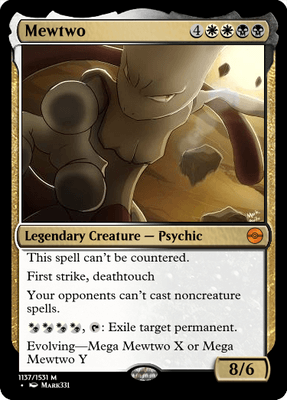 Mewtwo 4
Legendary Creature — Psychic
This spell can't be countered.
First strike, deathtouch
Your opponents can't cast noncreature
spells.
: Exile target permanent.
Evolving—Mega Mewtwo X or Mega
Mewtwo Y
8/6
1137/1531 M
• Mark331